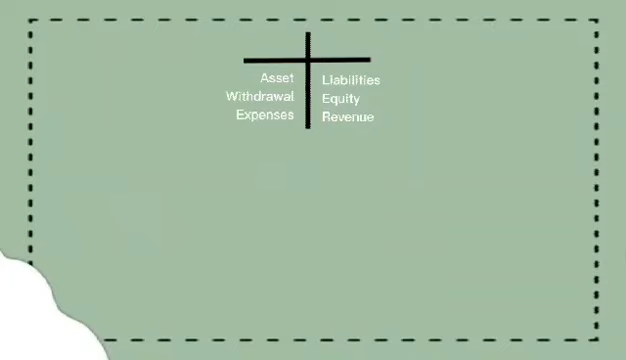 Asset
Withdrawal
Expenses
Liabilities
Equity
Revenue